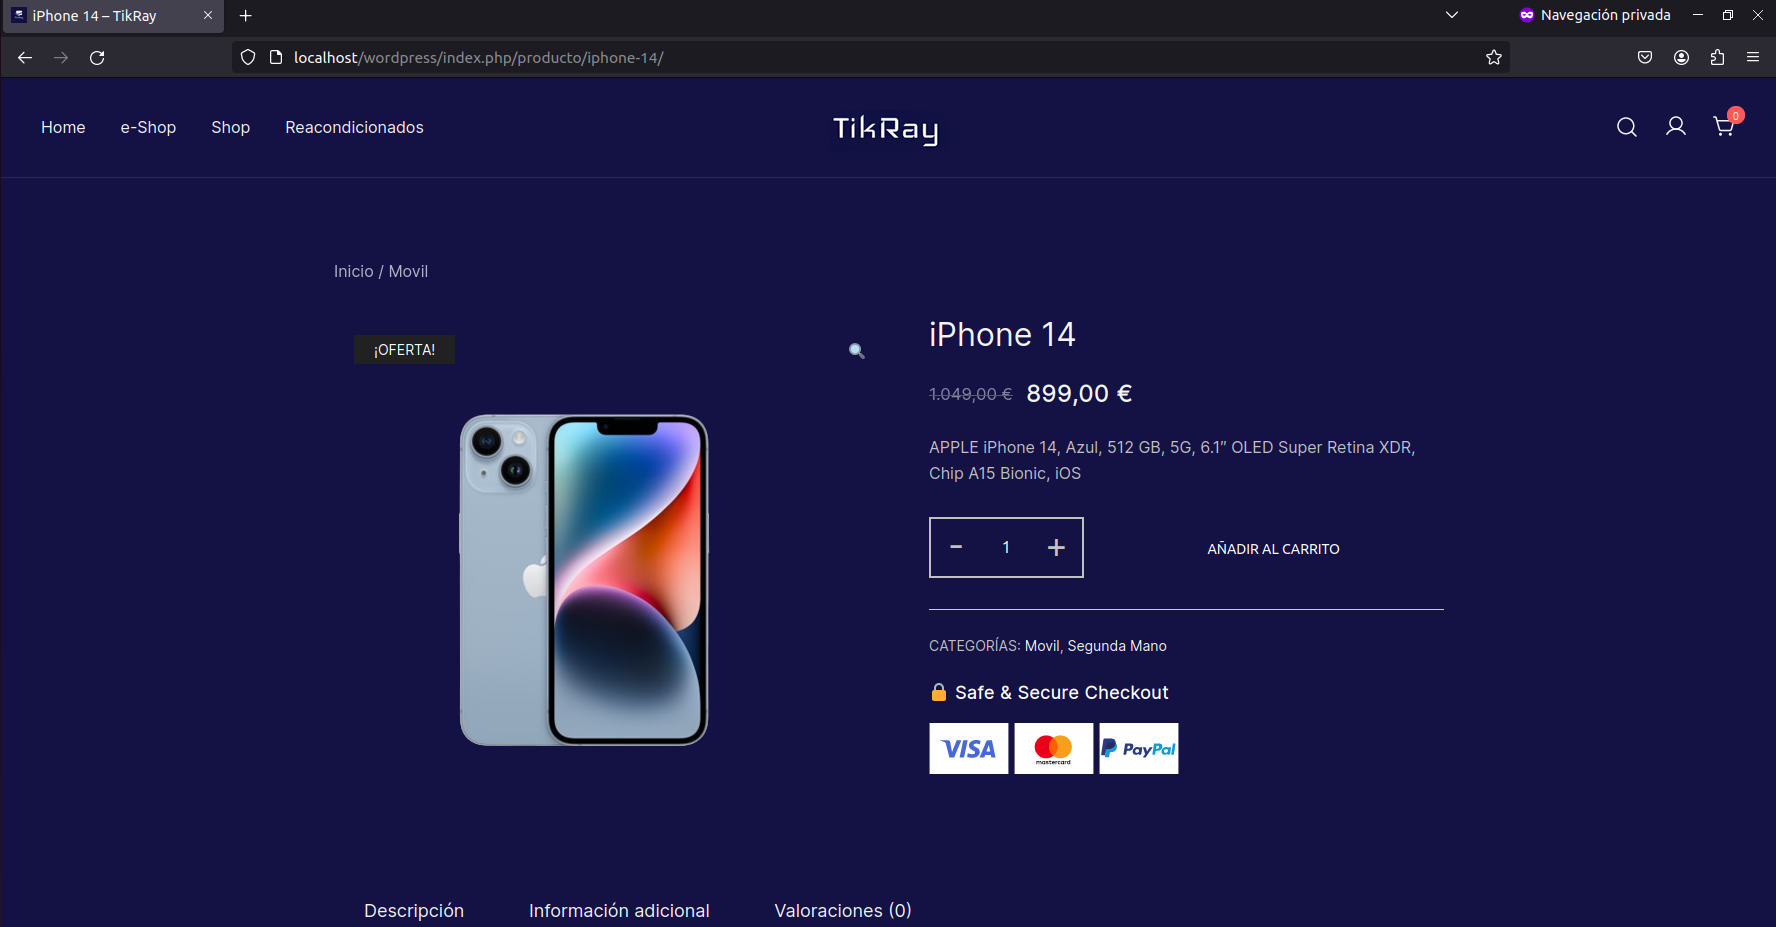 iPhone 14 – TikRay
Navegación privada
localhost/wordpress/index.php/producto/iphone-14/
Home e-Shop Shop Reacondicionados
TikRay
0
Inicio / Movil
¡OFERTA!
iPhone 14
1.049,00 € 899,00 €
APPLE iPhone 14, Azul, 512 GB, 5G, 6.1″ OLED Super Retina XDR,
Chip A15 Bionic, iOS
- 1 +
AÑADIR AL CARRITO
CATEGORÍAS: Movil, Segunda Mano
Safe & Secure Checkout
VISA mastercard PayPal
Descripción Información adicional Valoraciones (0)